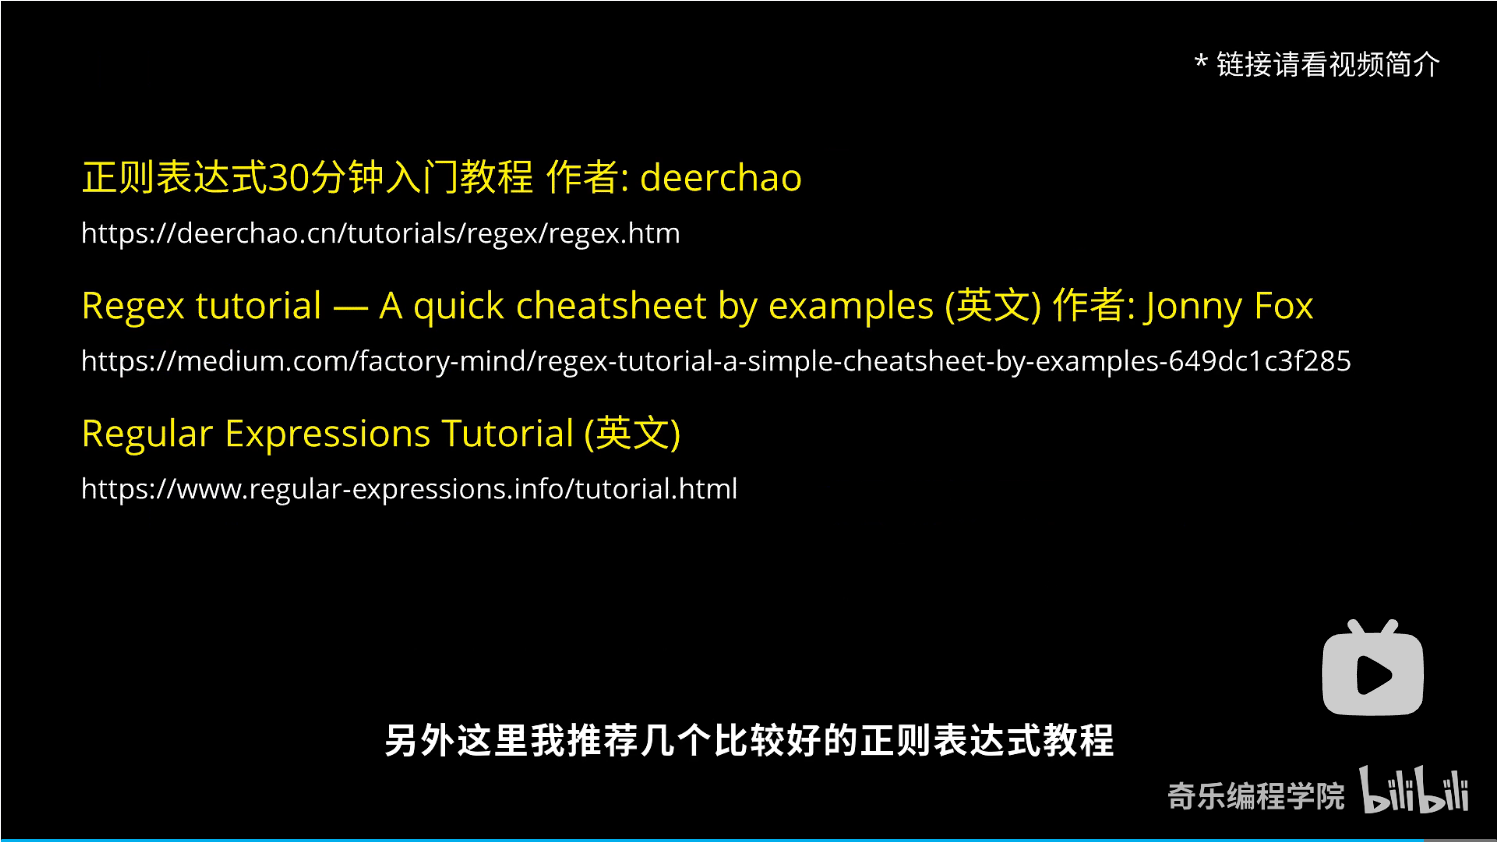 * 链接请看视频简介
正则表达式30分钟入门教程 作者: deerchao
https://deerchao.cn/tutorials/regex/regex.htm
Regex tutorial — A quick cheatsheet by examples (英文) 作者: Jonny Fox
https://medium.com/factory-mind/regex-tutorial-a-simple-cheatsheet-by-examples-649dc1c3f285
Regular Expressions Tutorial (英文)
https://www.regular-expressions.info/tutorial.html
另外这里我推荐几个比较好的正则表达式教程
奇乐编程学院 bilibili